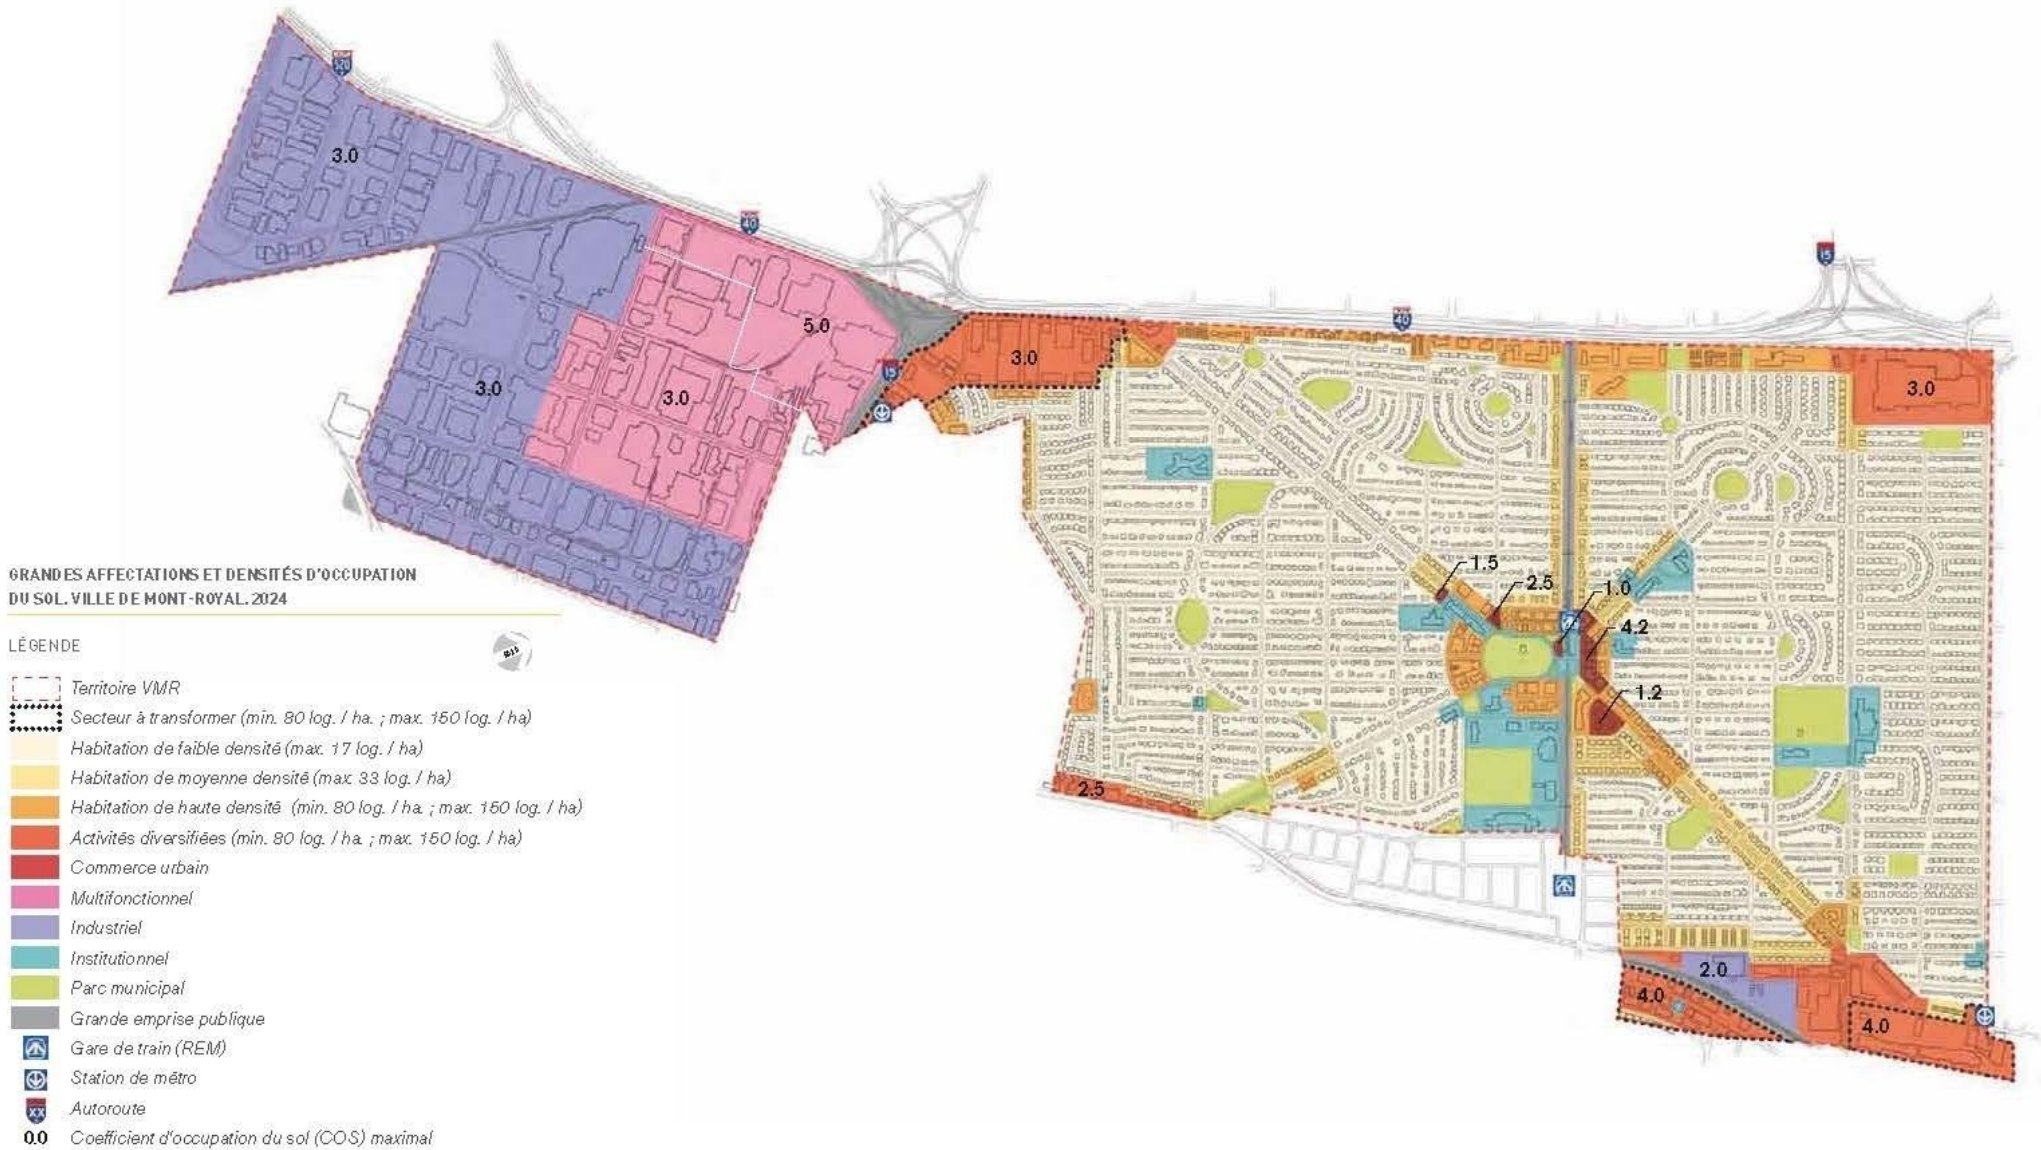 520
3.0
40
15
5.0
3.0
40
3.0
15
3.0
3.0
3.0
GRANDES AFFECTATIONS ET DENSITÉS D'OCCUPATION
DU SOL. VILLE DE MONT-ROYAL. 2024
1.5
2.5
1.0
4.2
1.2
2.5
2.0
4.0
4.0
LÉGENDE
Territoire VMR
Secteur à transformer (min. 80 log. / ha. ; max. 150 log. / ha)
Habitation de faible densité (max. 17 log. / ha)
Habitation de moyenne densité (max. 33 log. / ha)
Habitation de haute densité (min. 80 log. / ha. ; max. 150 log. / ha)
Activités diversifiées (min. 80 log. / ha. ; max. 150 log. / ha)
Commerce urbain
Multifonctionnel
Industriel
Institutionnel
Parc municipal
Grande emprise publique
Gare de train (REM)
Station de métro
XX Autoroute
0.0 Coefficient d'occupation du sol (COS) maximal